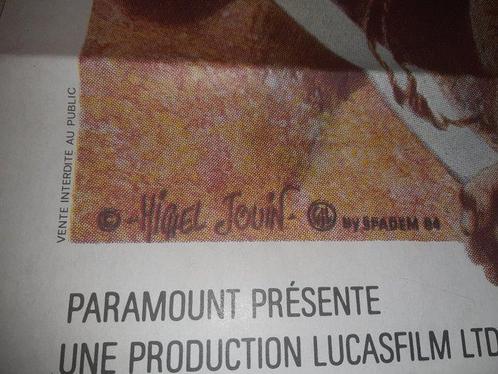 VENTE INTERDITE AU PUBLIC
© -MICHEL JOUIN- by SPADEM 84
PARAMOUNT PRÉSENTE
UNE PRODUCTION LUCASFILM LTD